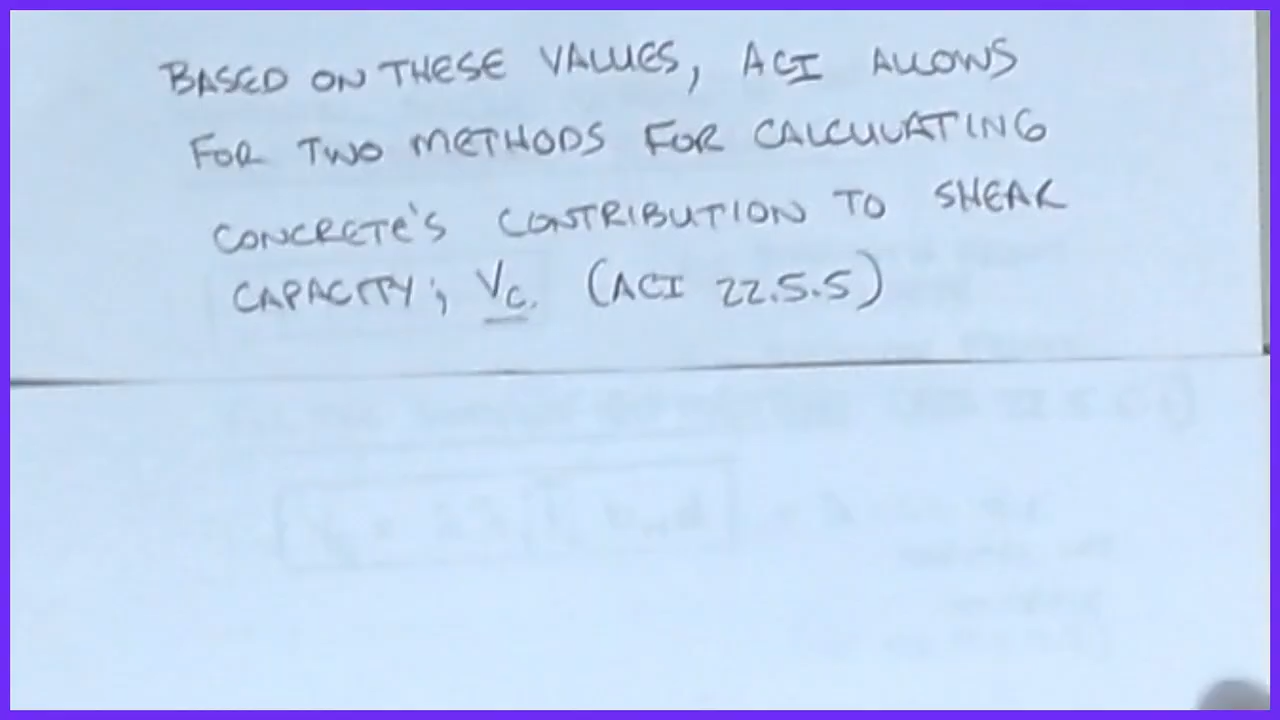 BASED ON THESE VALUES, ACI ALLOWS
FOR TWO METHODS FOR CALCULATING
CONCRETE'S CONTRIBUTION TO SHEAR
CAPACITY; Vc. (ACI 22.5.5)